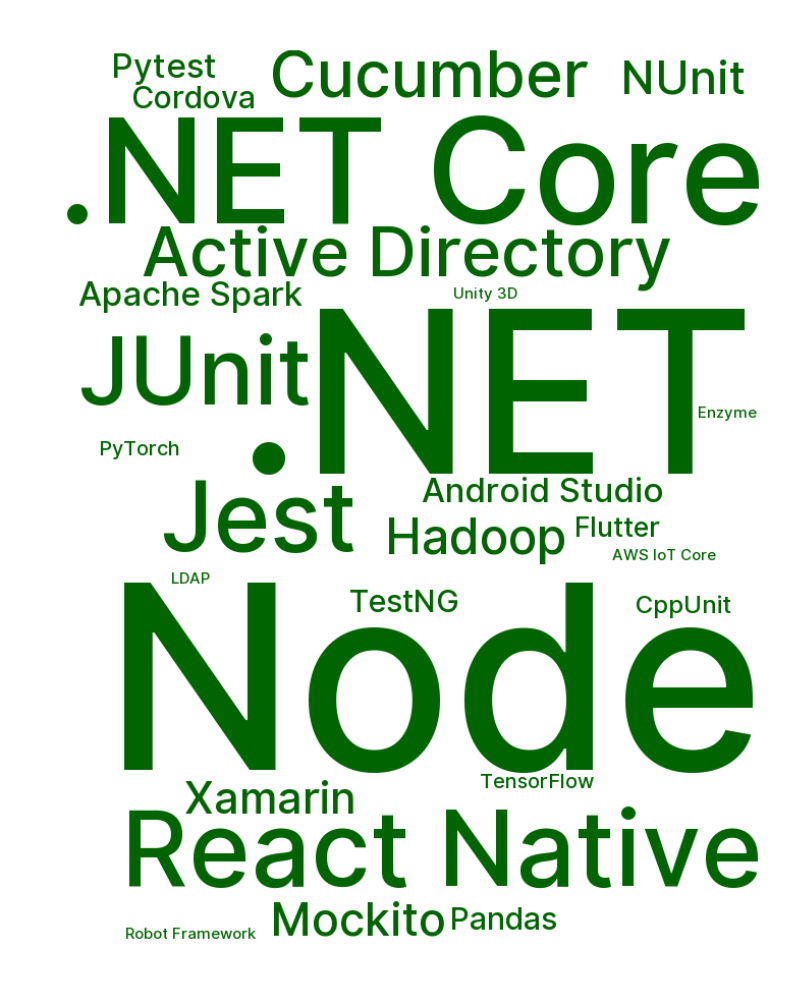 Pytest
Cucumber
NUnit
Cordova
.NET Core
Active Directory
Apache Spark
Unity 3D
JUnit
.NET
Enzyme
PyTorch
Jest
Android Studio
Hadoop
Flutter
AWS IoT Core
LDAP
TestNG
CppUnit
Node
TensorFlow
Xamarin
React Native
Mockito
Pandas
Robot Framework